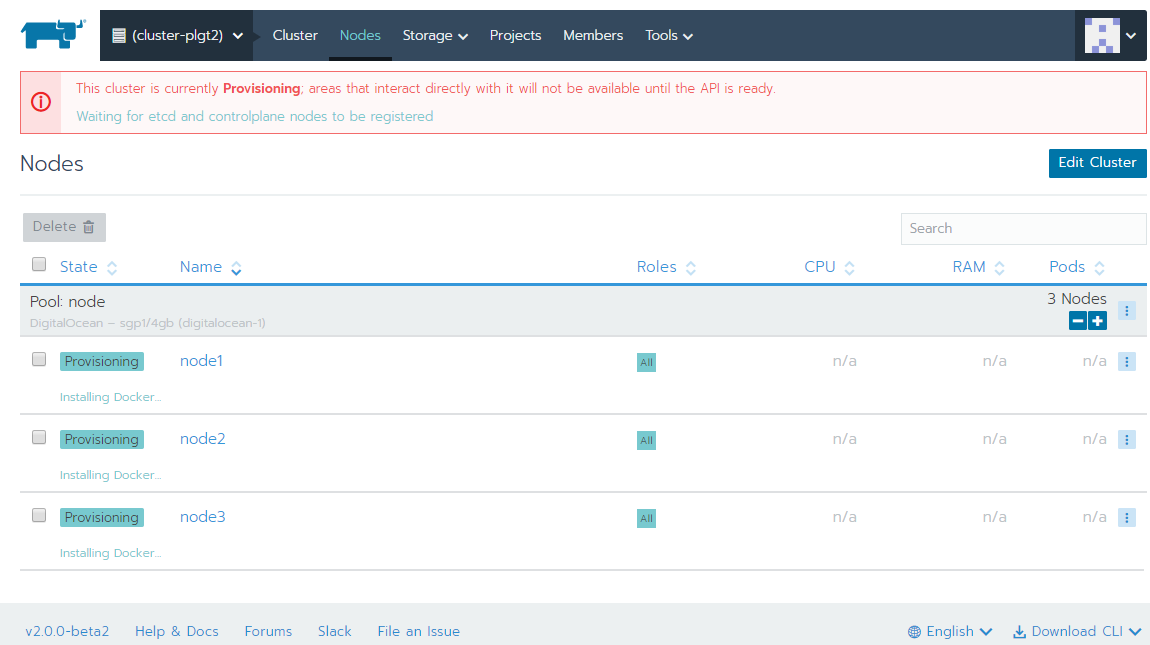 (cluster-plgt2) Cluster Nodes Storage Projects Members Tools
This cluster is currently Provisioning; areas that interact directly with it will not be available until the API is ready.
Waiting for etcd and controlplane nodes to be registered
Nodes Edit Cluster
Delete Search
State Name Roles CPU RAM Pods
Pool: node 3 Nodes
DigitalOcean – sgp1/4gb (digitalocean-1)
Provisioning node1 All n/a n/a n/a
Installing Docker...
Provisioning node2 All n/a n/a n/a
Installing Docker...
Provisioning node3 All n/a n/a n/a
Installing Docker...
v2.0.0-beta2 Help & Docs Forums Slack File an Issue English Download CLI